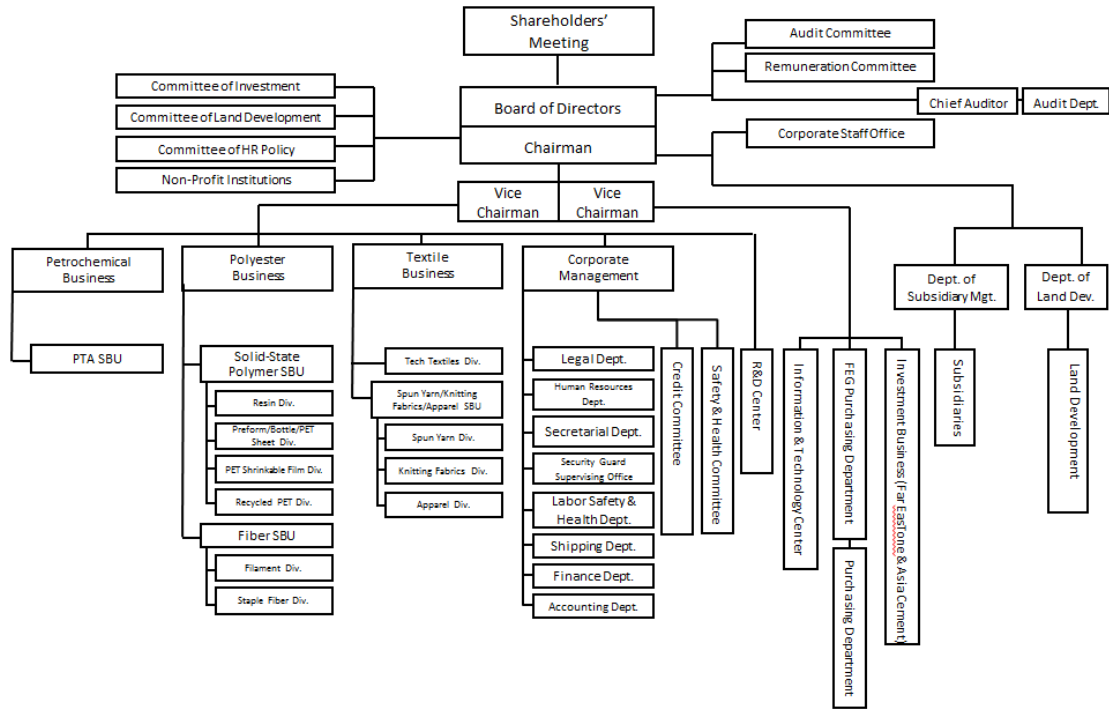 Shareholders’
Meeting
Audit Committee
Remuneration Committee
Chief Auditor
Audit Dept.
Committee of Investment
Committee of Land Development
Committee of HR Policy
Non-Profit Institutions
Board of Directors
Chairman
Corporate Staff Office
Vice
Chairman
Vice
Chairman
Petrochemical
Business
Polyester
Business
Textile
Business
Corporate
Management
Dept. of
Subsidiary Mgt.
Dept. of
Land Dev.
PTA SBU
Solid-State
Polymer SBU
Resin Div.
Preform/Bottle/PET
Sheet Div.
PET Shrinkable Film Div.
Recycled PET Div.
Fiber SBU
Filament Div.
Staple Fiber Div.
Tech Textiles Div.
Spun Yarn/Knitting
Fabrics/Apparel SBU
Spun Yarn Div.
Knitting Fabrics Div.
Apparel Div.
Legal Dept.
Human Resources
Dept.
Secretarial Dept.
Security Guard
Supervising Office
Labor Safety &
Health Dept.
Shipping Dept.
Finance Dept.
Accounting Dept.
Credit Committee
Safety & Health Committee
R&D Center
Information & Technology Center
FEG Purchasing Department
Purchasing Department
Investment Business (Far EasTone & Asia Cement)
Subsidiaries
Land Development